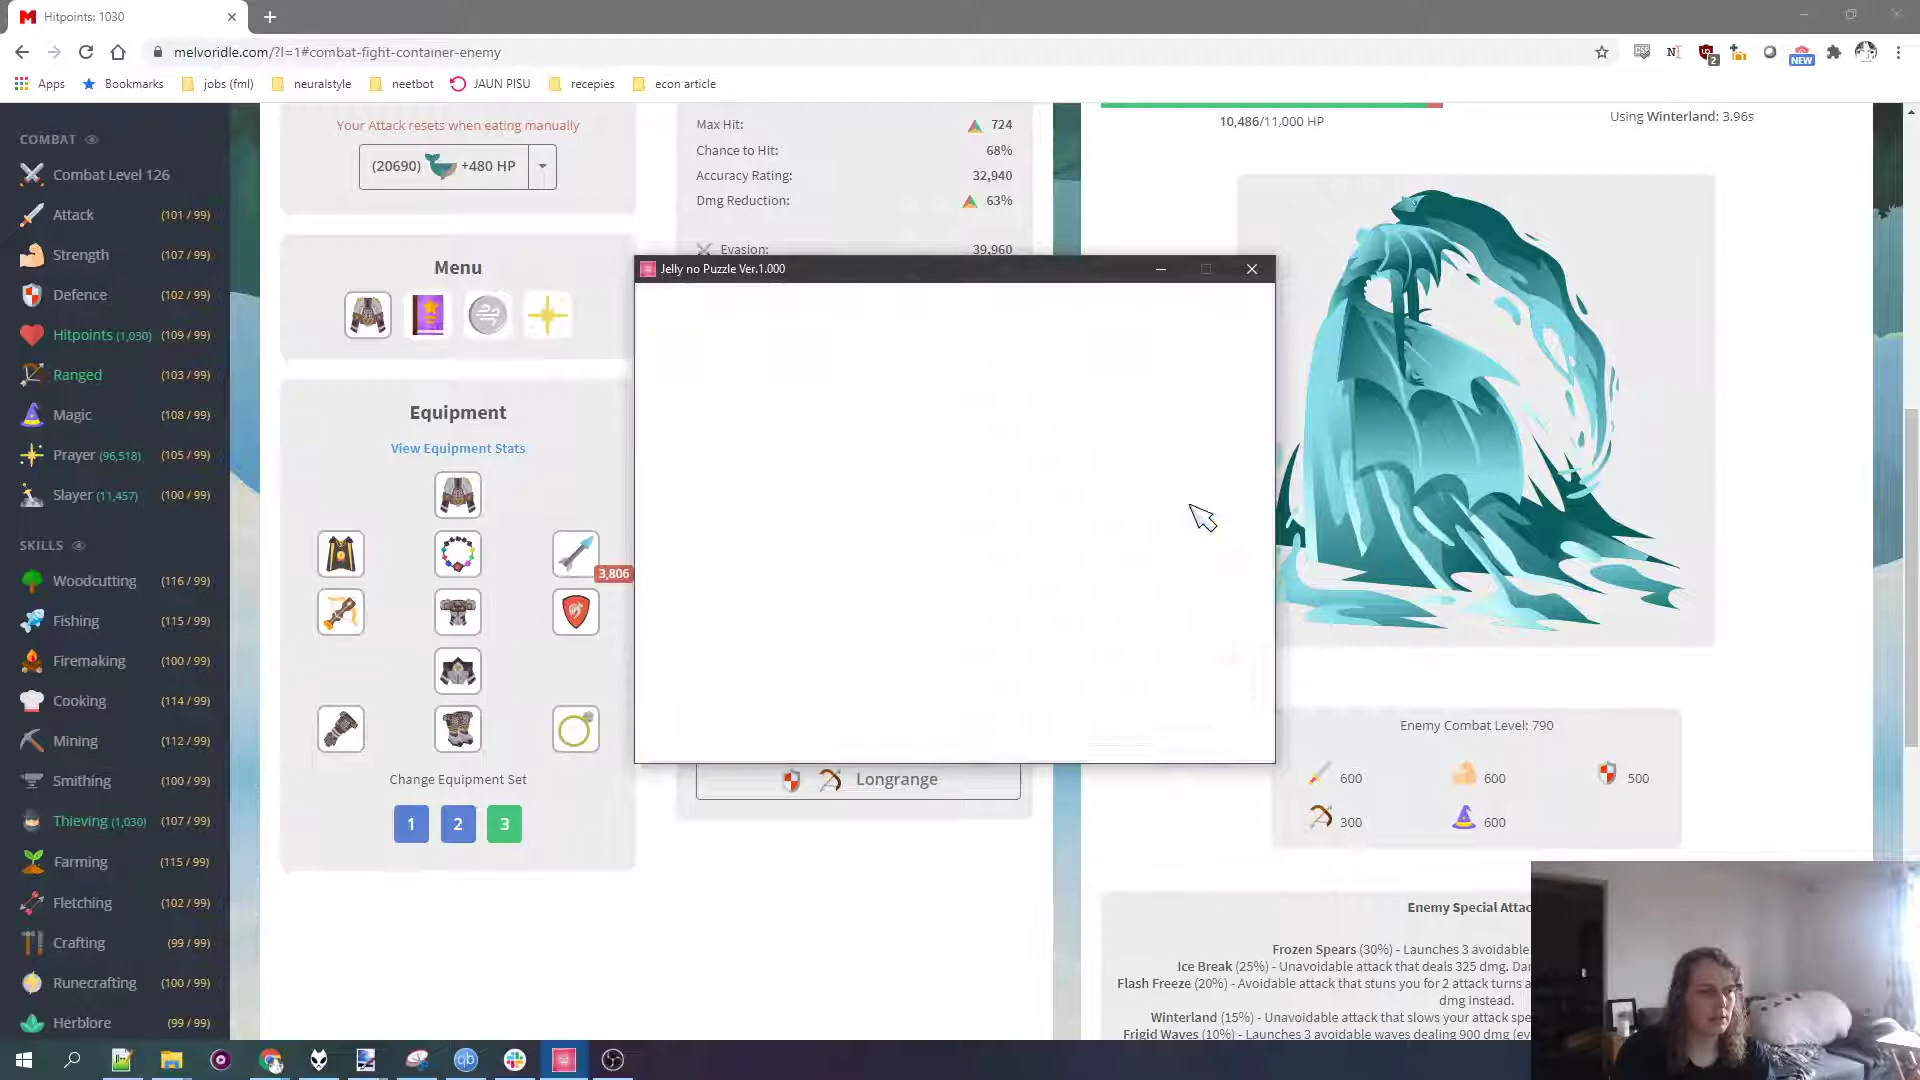 Hitpoints: 1030
melvoridle.com/?l=1#combat-fight-container-enemy
2
NEW
Apps
Bookmarks
jobs (fml)
neuralstyle
neetbot
JAUN PISU
recepies
econ article
COMBAT
Combat Level 126
Attack (101 / 99)
Strength (107 / 99)
Defence (102 / 99)
Hitpoints (1,030) (109 / 99)
Ranged (103 / 99)
Magic (108 / 99)
Prayer (96,518) (105 / 99)
Slayer (11,457) (100 / 99)
SKILLS
Woodcutting (116 / 99)
Fishing (115 / 99)
Firemaking (100 / 99)
Cooking (114 / 99)
Mining (112 / 99)
Smithing (100 / 99)
Thieving (1,030) (107 / 99)
Farming (115 / 99)
Fletching (102 / 99)
Crafting (99 / 99)
Runecrafting (100 / 99)
Herblore (99 / 99)
Your Attack resets when eating manually
(20690) +480 HP
Menu
Equipment
View Equipment Stats
3,806
Change Equipment Set
1 2 3
Max Hit: 724
Chance to Hit: 68%
Accuracy Rating: 32,940
Dmg Reduction: 63%
Evasion: 39,960
Jelly no Puzzle Ver.1.000
Longrange
10,486/11,000 HP
Using Winterland: 3.96s
Enemy Combat Level: 790
600 600 500
300 600
Enemy Special Attac
Frozen Spears (30%) - Launches 3 avoidable
Ice Break (25%) - Unavoidable attack that deals 325 dmg. Dar
Flash Freeze (20%) - Avoidable attack that stuns you for 2 attack turns a
dmg instead.
Winterland (15%) - Unavoidable attack that slows your attack spe
Frigid Waves (10%) - Launches 3 avoidable waves dealing 900 dmg (ev